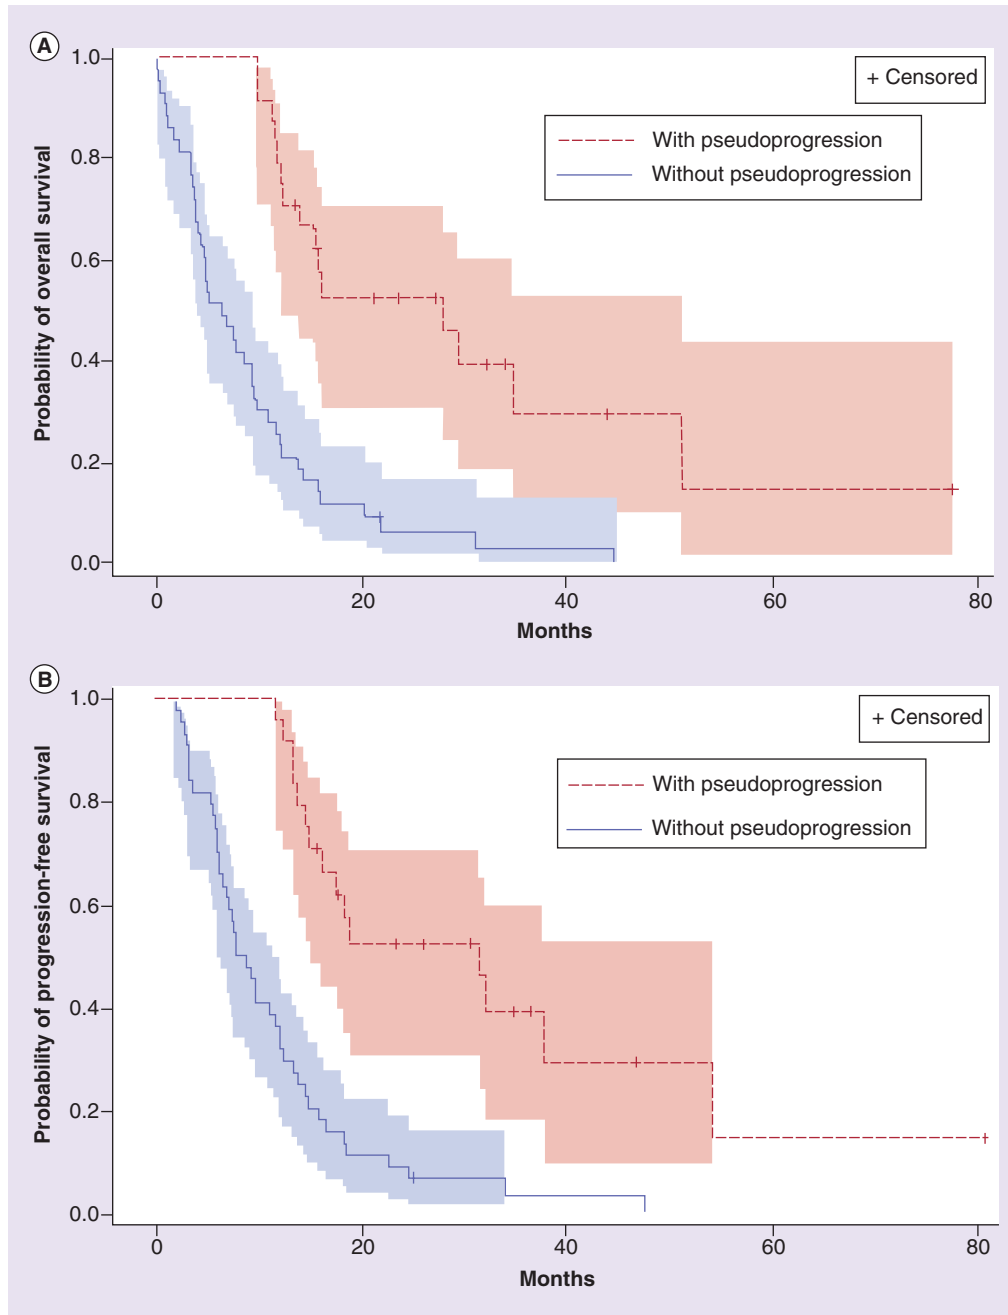 A
+ Censored
With pseudoprogression
Without pseudoprogression
Probability of overall survival
1.0
0.8
0.6
0.4
0.2
0.0
0 20 40 60 80
Months
B
+ Censored
With pseudoprogression
Without pseudoprogression
Probability of progression-free survival
1.0
0.8
0.6
0.4
0.2
0.0
0 20 40 60 80
Months